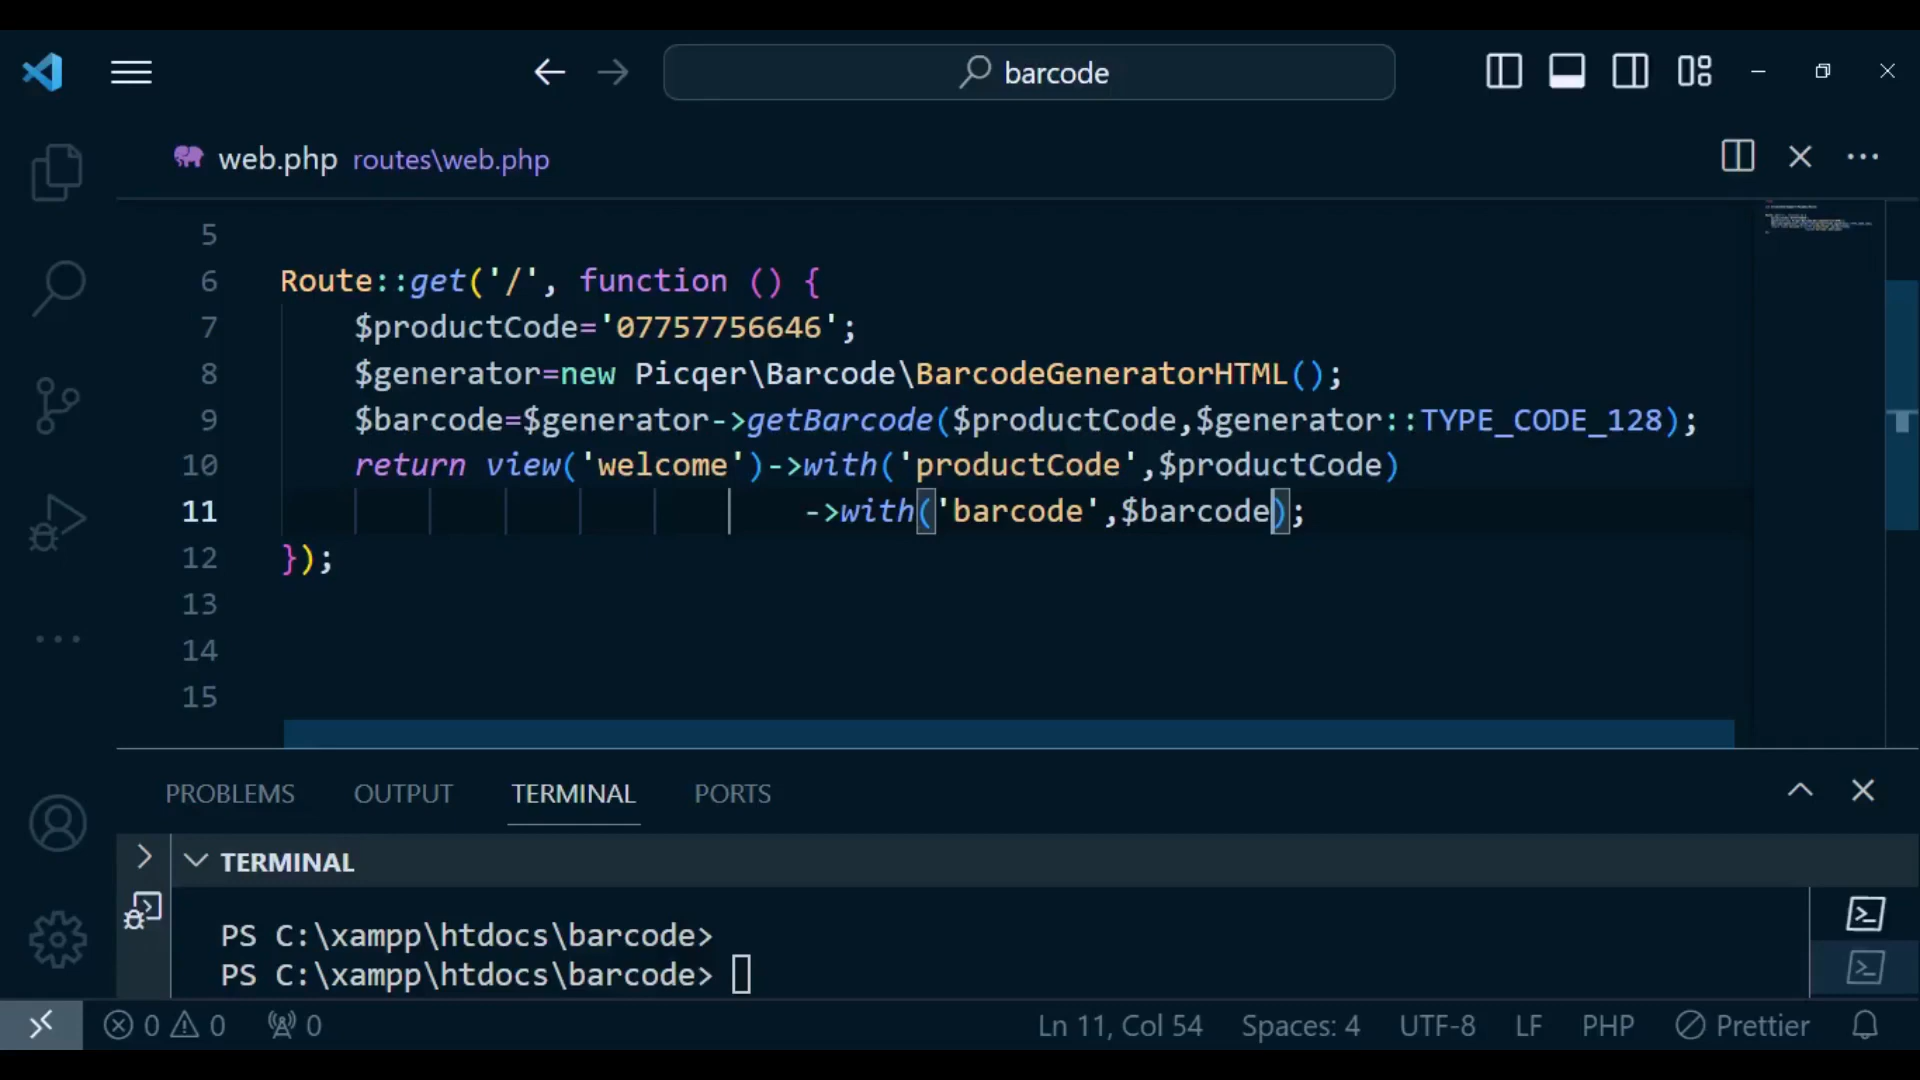 barcode
web.php routes\web.php
5
6 Route::get('/', function () {
7 $productCode='07757756646';
8 $generator=new Picqer\Barcode\BarcodeGeneratorHTML();
9 $barcode=$generator->getBarcode($productCode,$generator::TYPE_CODE_128);
10 return view('welcome')->with('productCode',$productCode)
11 ->with('barcode',$barcode);
12 });
13
14
15
PROBLEMS OUTPUT TERMINAL PORTS
TERMINAL
PS C:\xampp\htdocs\barcode>
PS C:\xampp\htdocs\barcode>
0 0 0 Ln 11, Col 54 Spaces: 4 UTF-8 LF PHP Prettier